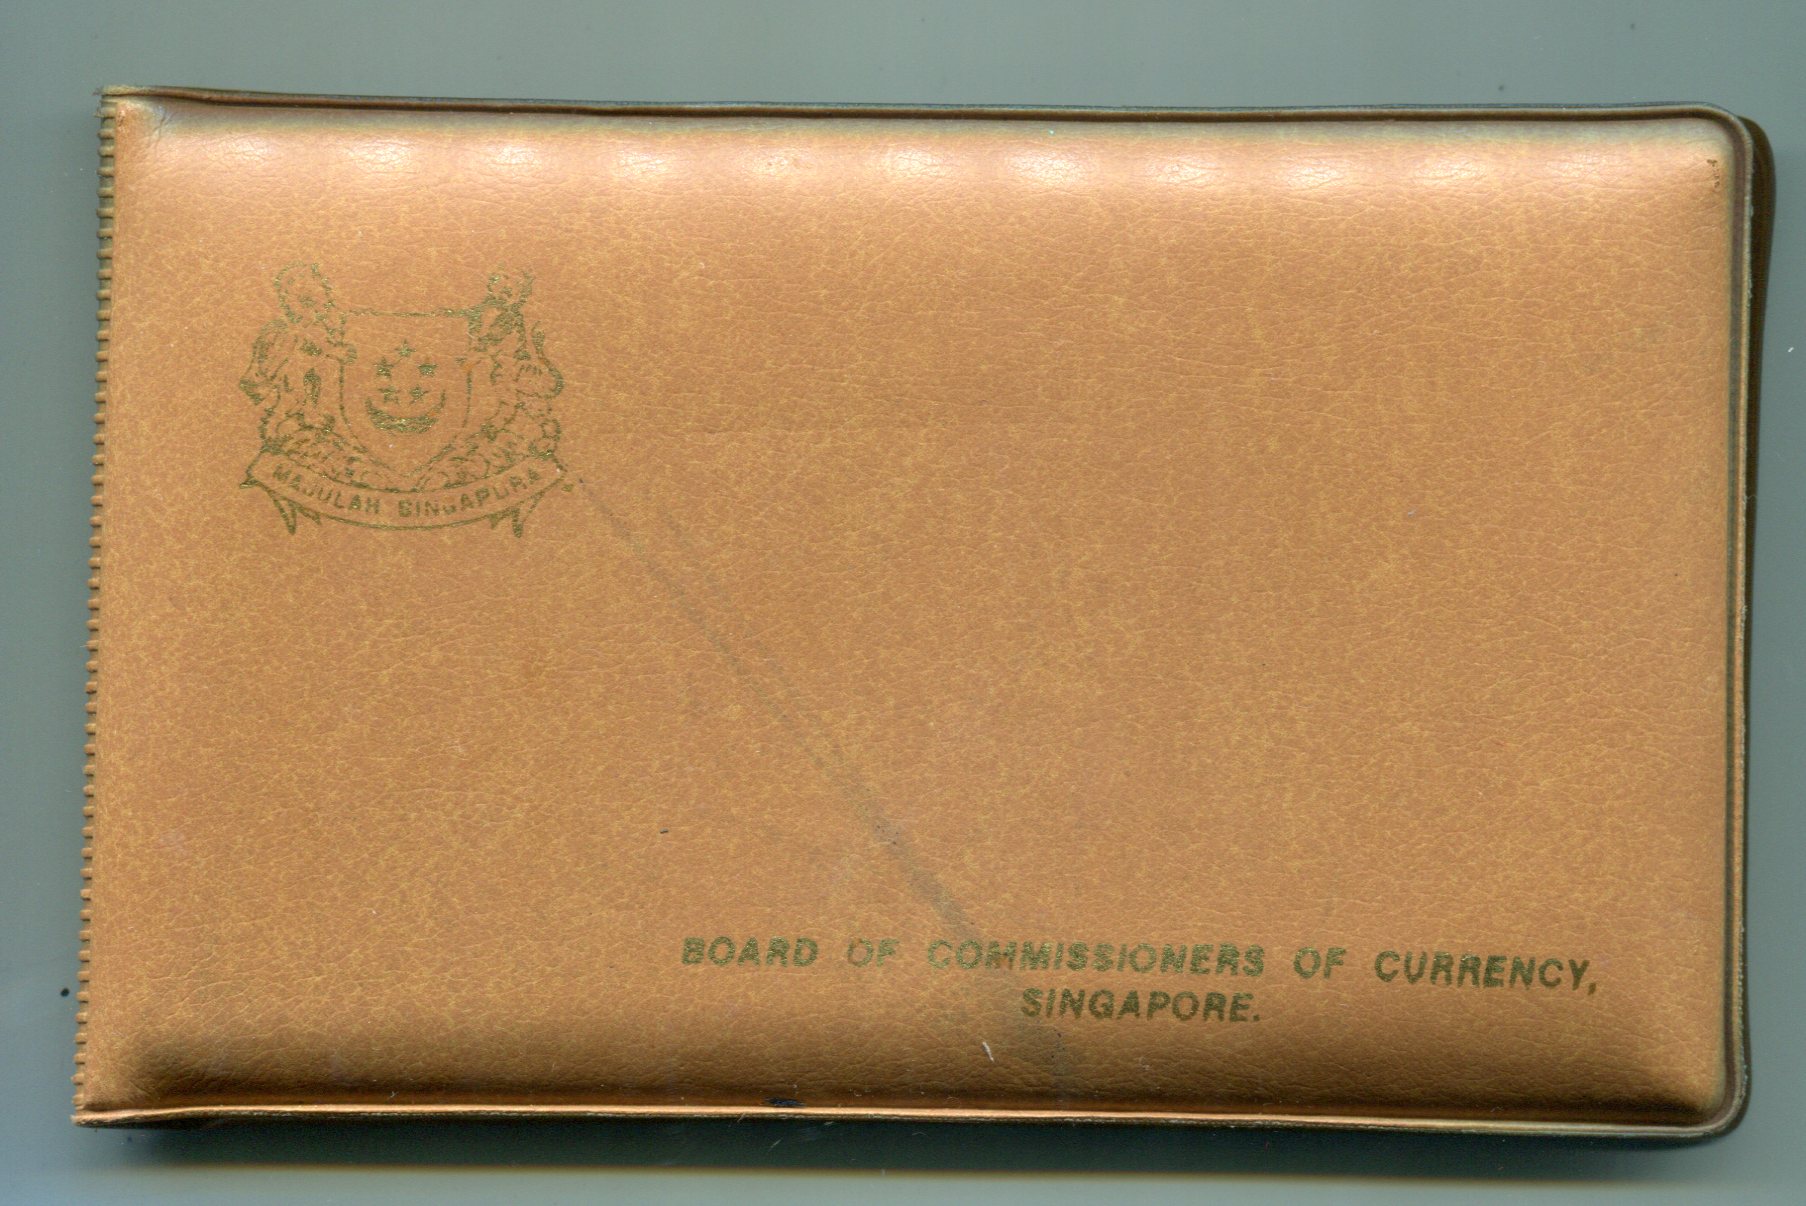 MAJULAH SINGAPURA
BOARD OF COMMISSIONERS OF CURRENCY,
SINGAPORE.